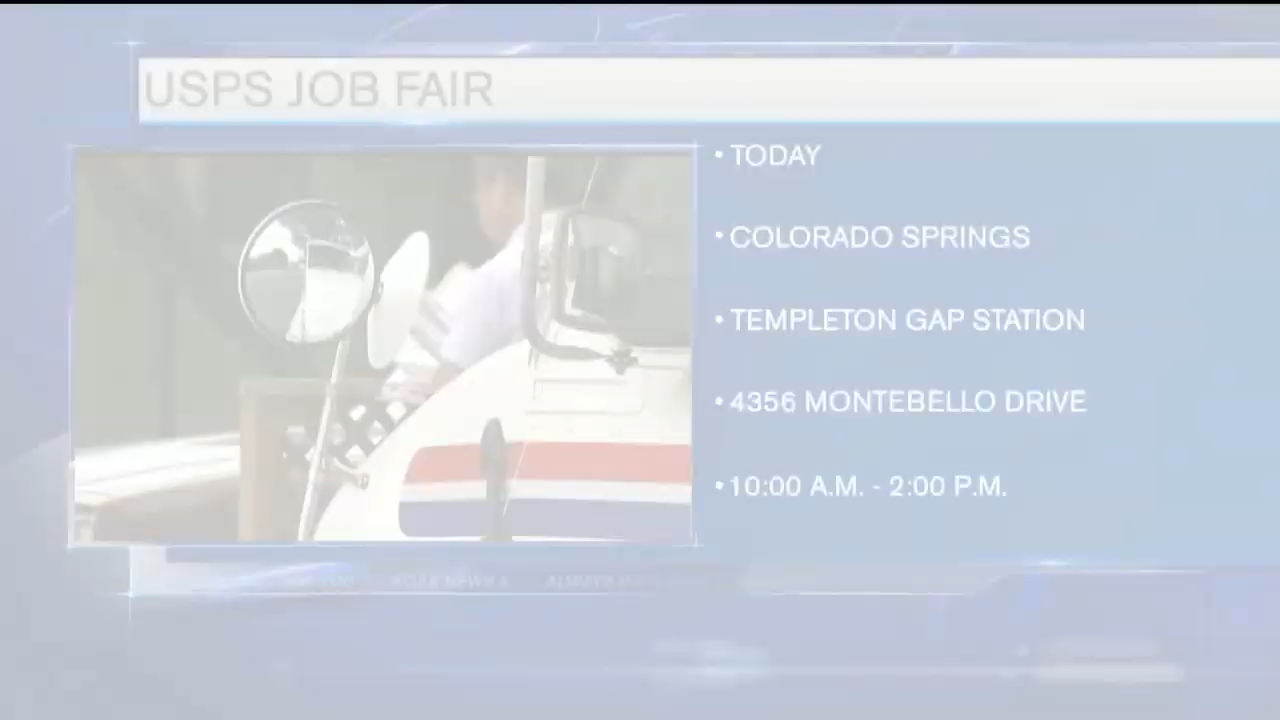 USPS JOB FAIR
• TODAY
• COLORADO SPRINGS
• TEMPLETON GAP STATION
• 4356 MONTEBELLO DRIVE
• 10:00 A.M. - 2:00 P.M.